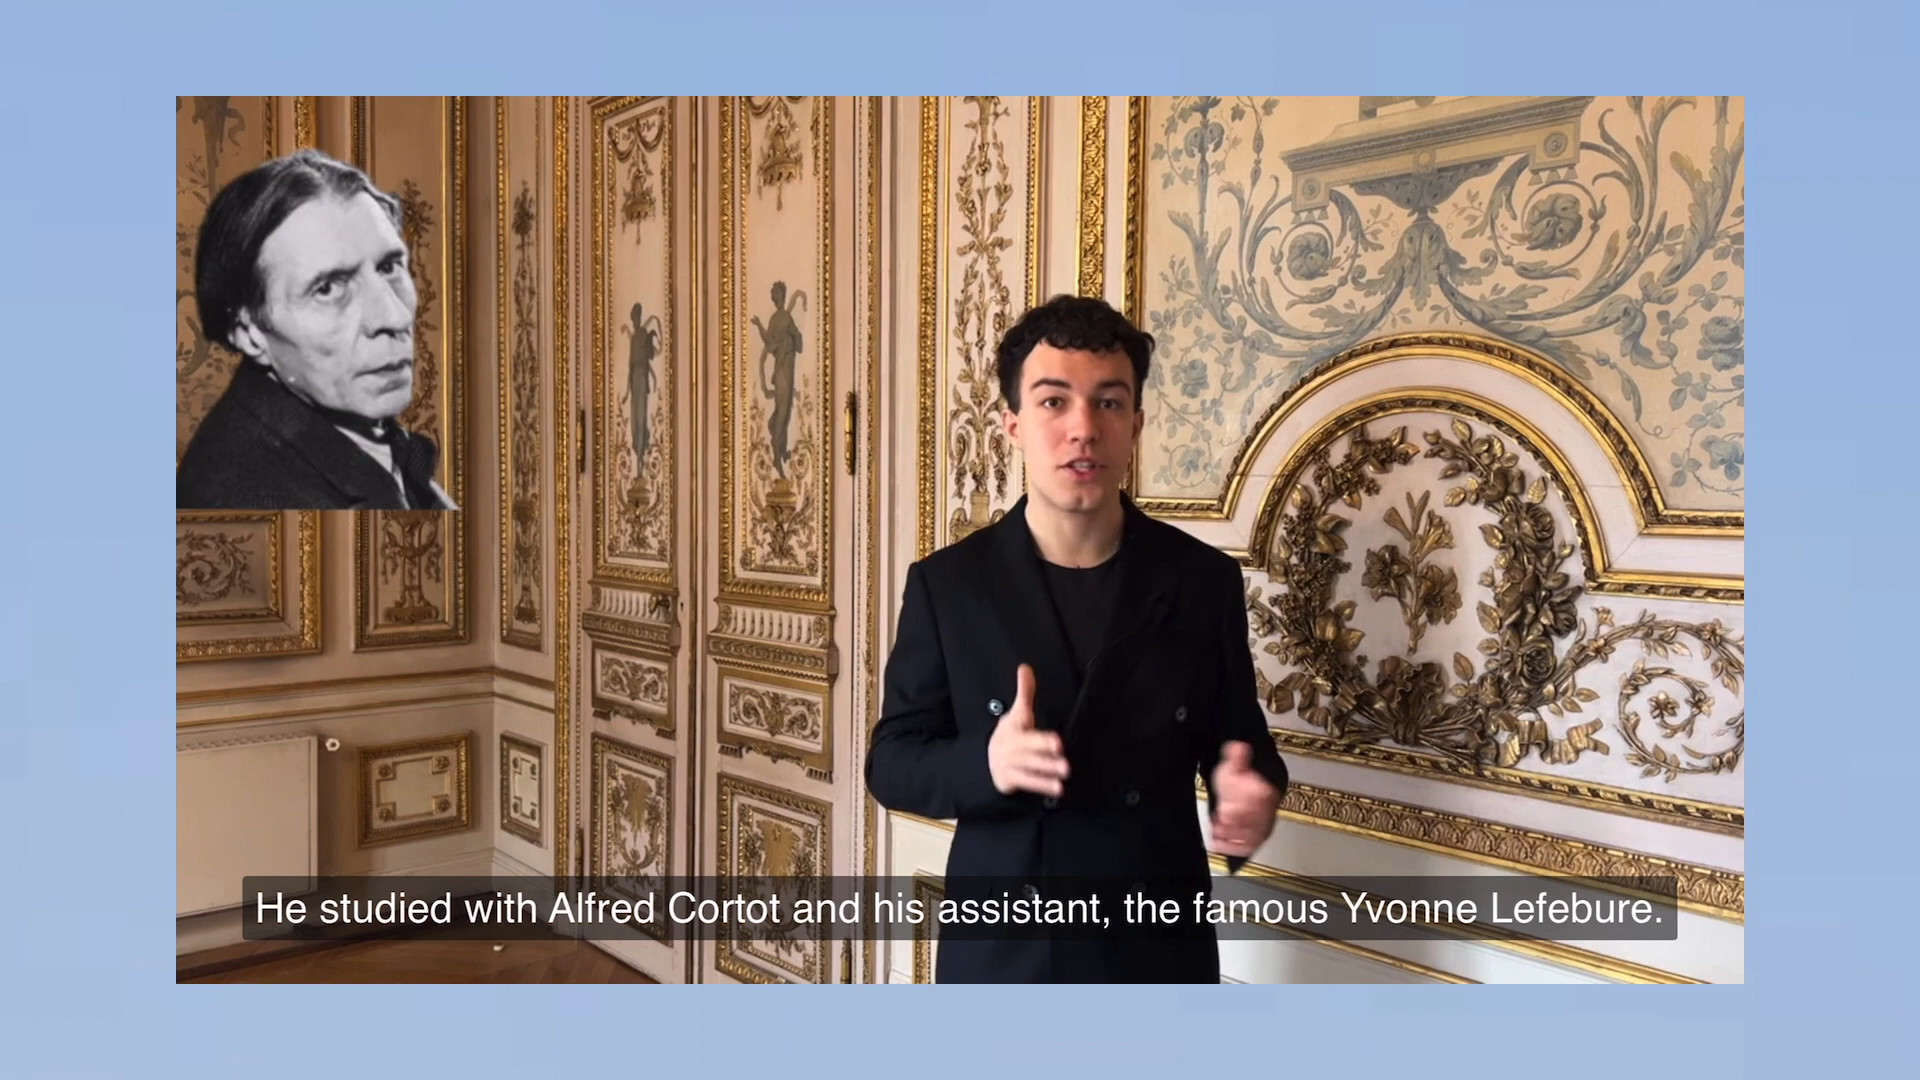 He studied with Alfred Cortot and his assistant, the famous Yvonne Lefebure.